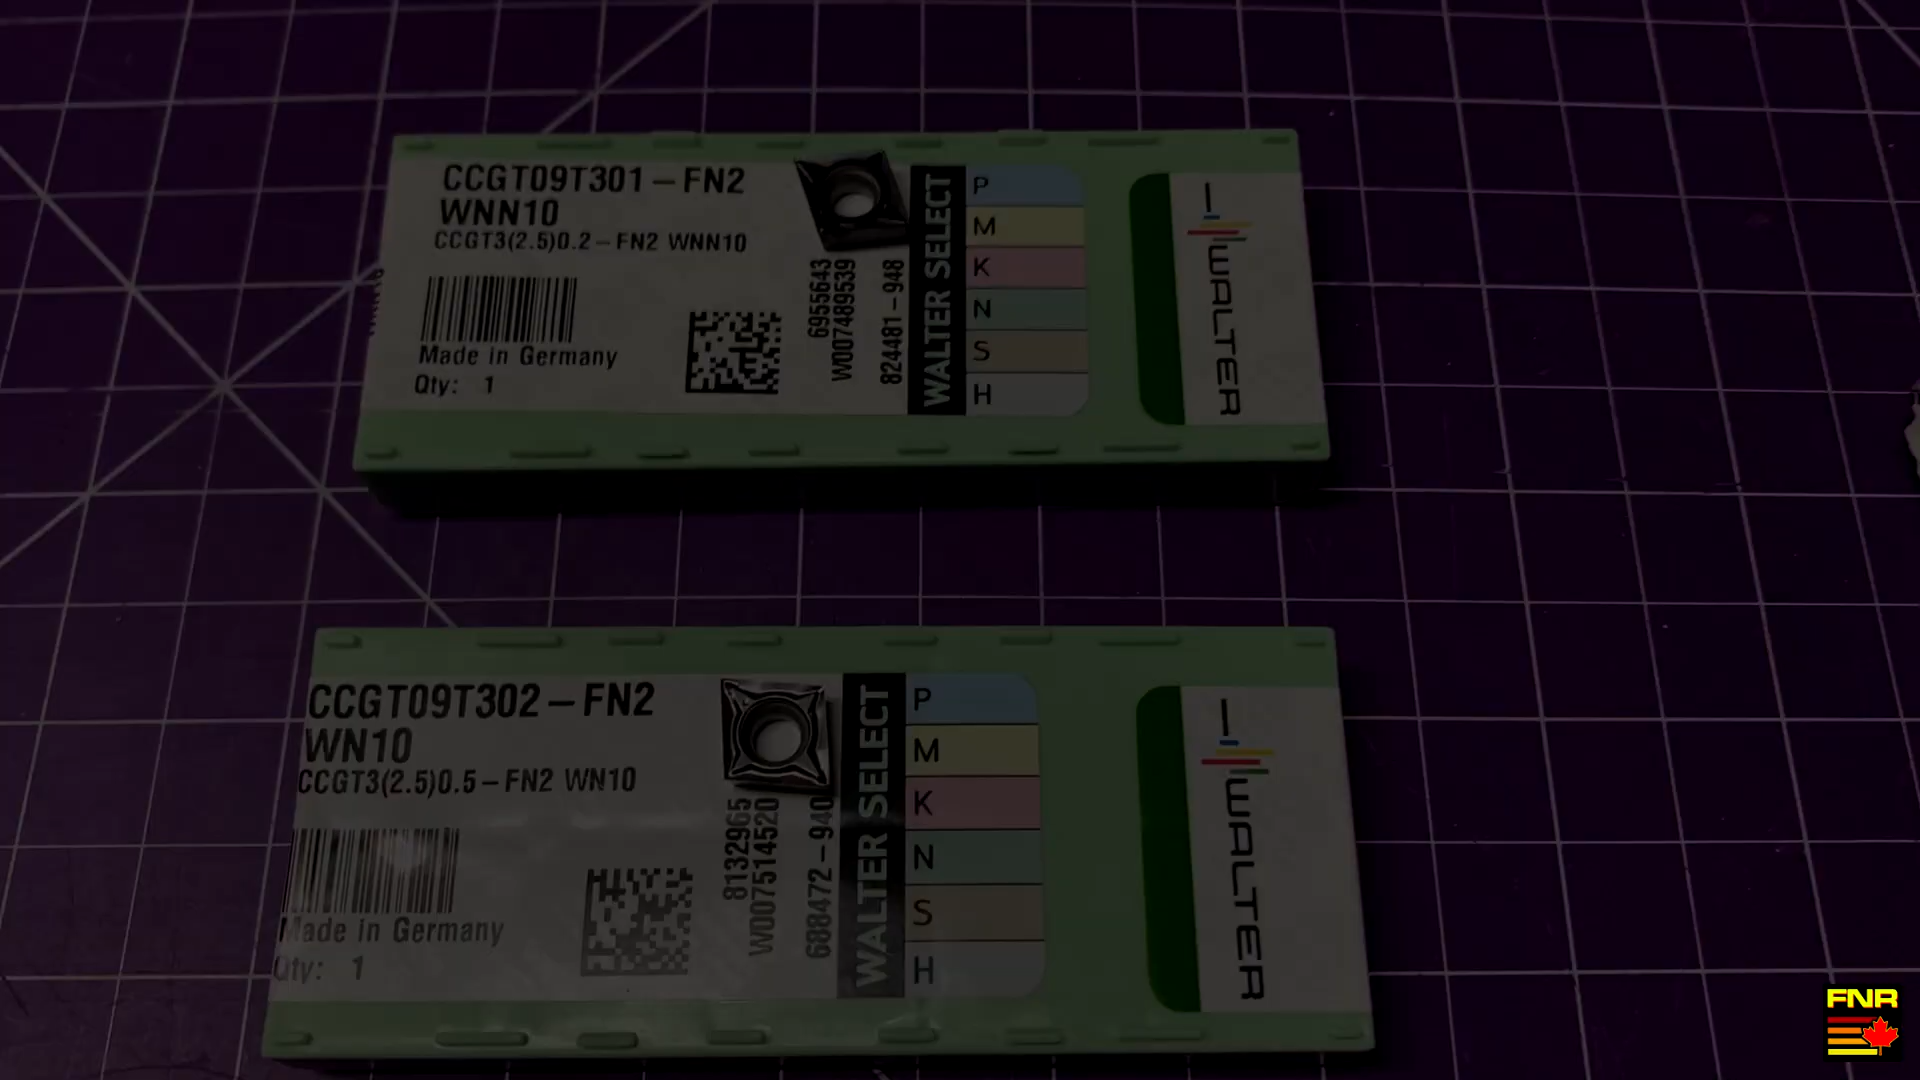 CCGT09T301-FN2
WNN10
CCGT3(2.5)0.2-FN2 WNN10
Made in Germany
Qty: 1
6955643
W007489539
824481-948
WALTER SELECT
P
M
K
N
S
H
WALTER
CCGT09T302-FN2
WN10
CCGT3(2.5)0.5-FN2 WN10
Made in Germany
Qty: 1
8132965
W007514520
688472-940
WALTER SELECT
P
M
K
N
S
H
WALTER
FNR